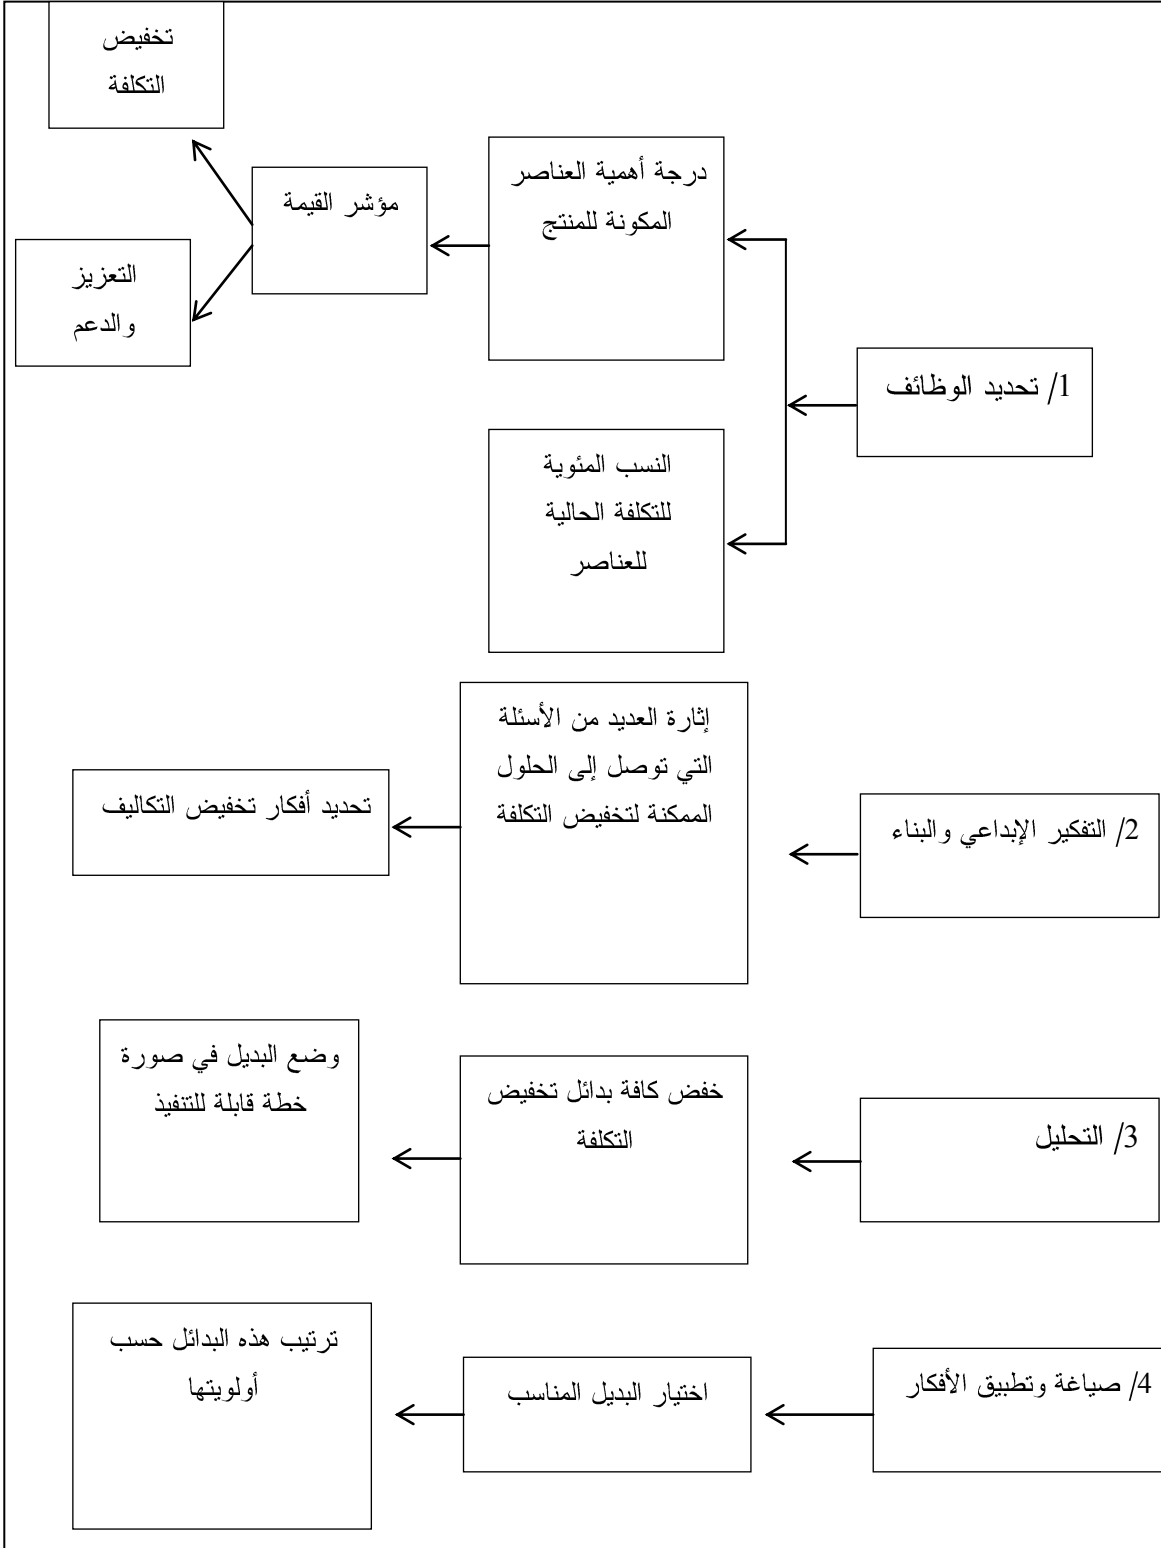 تخفيض
التكلفة
درجة أهمية العناصر
المكونة للمنتج
مؤشر القيمة
التعزيز
والدعم
1/ تحديد الوظائف
النسب المئوية
للتكلفة الحالية
للعناصر
إثارة العديد من الأسئلة
التي توصل إلى الحلول
الممكنة لتخفيض التكلفة
تحديد أفكار تخفيض التكاليف
2/ التفكير الإبداعي والبناء
وضع البديل في صورة
خطة قابلة للتنفيذ
خفض كافة بدائل تخفيض
التكلفة
3/ التحليل
ترتيب هذه البدائل حسب
أولويتها
اختيار البديل المناسب
4/ صياغة وتطبيق الأفكار